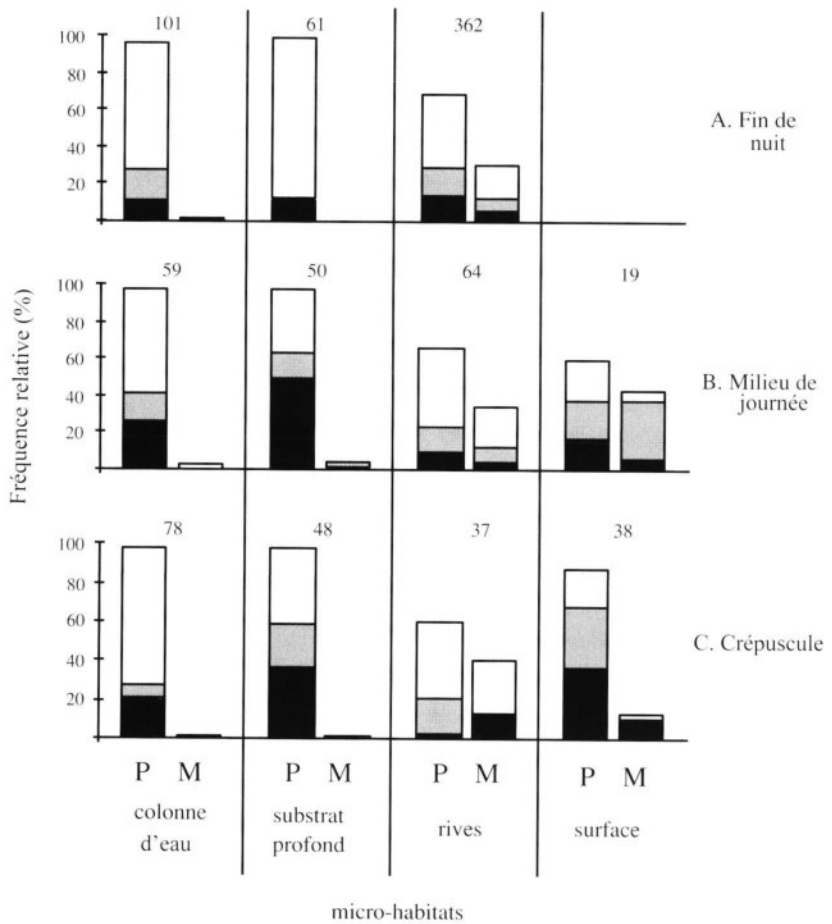 101 61 362
100
80
60
40
20
A. Fin de
nuit
59 50 64 19
100
80
60
40
20
B. Milieu de
journée
78 48 37 38
100
80
60
40
20
C. Crépuscule
Fréquence relative (%)
P M P M P M P M
colonne
d'eau
substrat
profond
rives
surface
micro-habitats